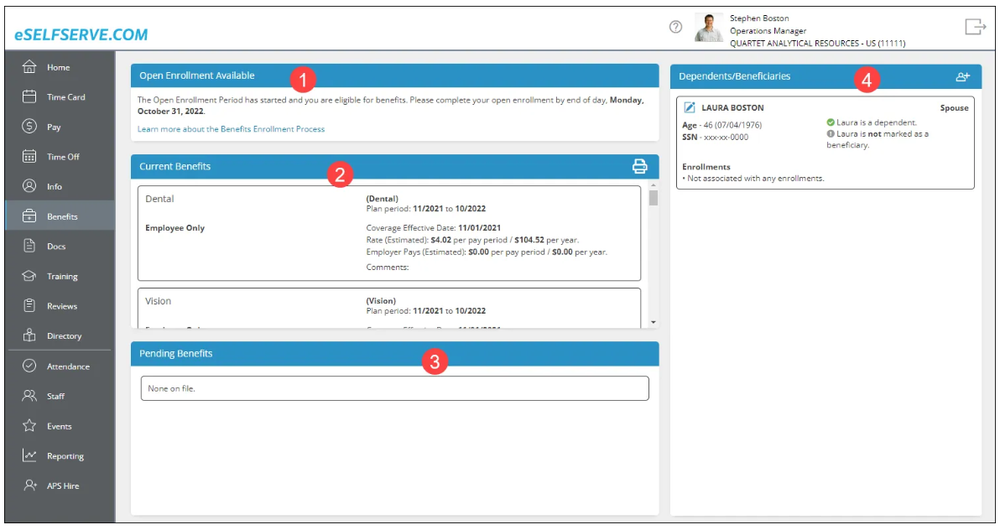 eSELFSERVE.COM
Stephen Boston
Operations Manager
QUARTET ANALYTICAL RESOURCES - US (11111)
Home
Time Card
Pay
Time Off
Info
Benefits
Docs
Training
Reviews
Directory
Attendance
Staff
Events
Reporting
APS Hire
Open Enrollment Available
1
The Open Enrollment Period has started and you are eligible for benefits. Please complete your open enrollment by end of day, Monday,
October 31, 2022.
Learn more about the Benefits Enrollment Process
Current Benefits
2
Dental
(Dental)
Plan period: 11/2021 to 10/2022
Employee Only
Coverage Effective Date: 11/01/2021
Rate (Estimated): $4.02 per pay period / $104.52 per year.
Employer Pays (Estimated): $0.00 per pay period / $0.00 per year.
Comments:
Vision
(Vision)
Plan period: 11/2021 to 10/2022
Pending Benefits
3
None on file.
Dependents/Beneficiaries
4
LAURA BOSTON
Spouse
Age - 46 (07/04/1976)
SSN - xxx-xx-0000
Laura is a dependent.
Laura is not marked as a
beneficiary.
Enrollments
• Not associated with any enrollments.